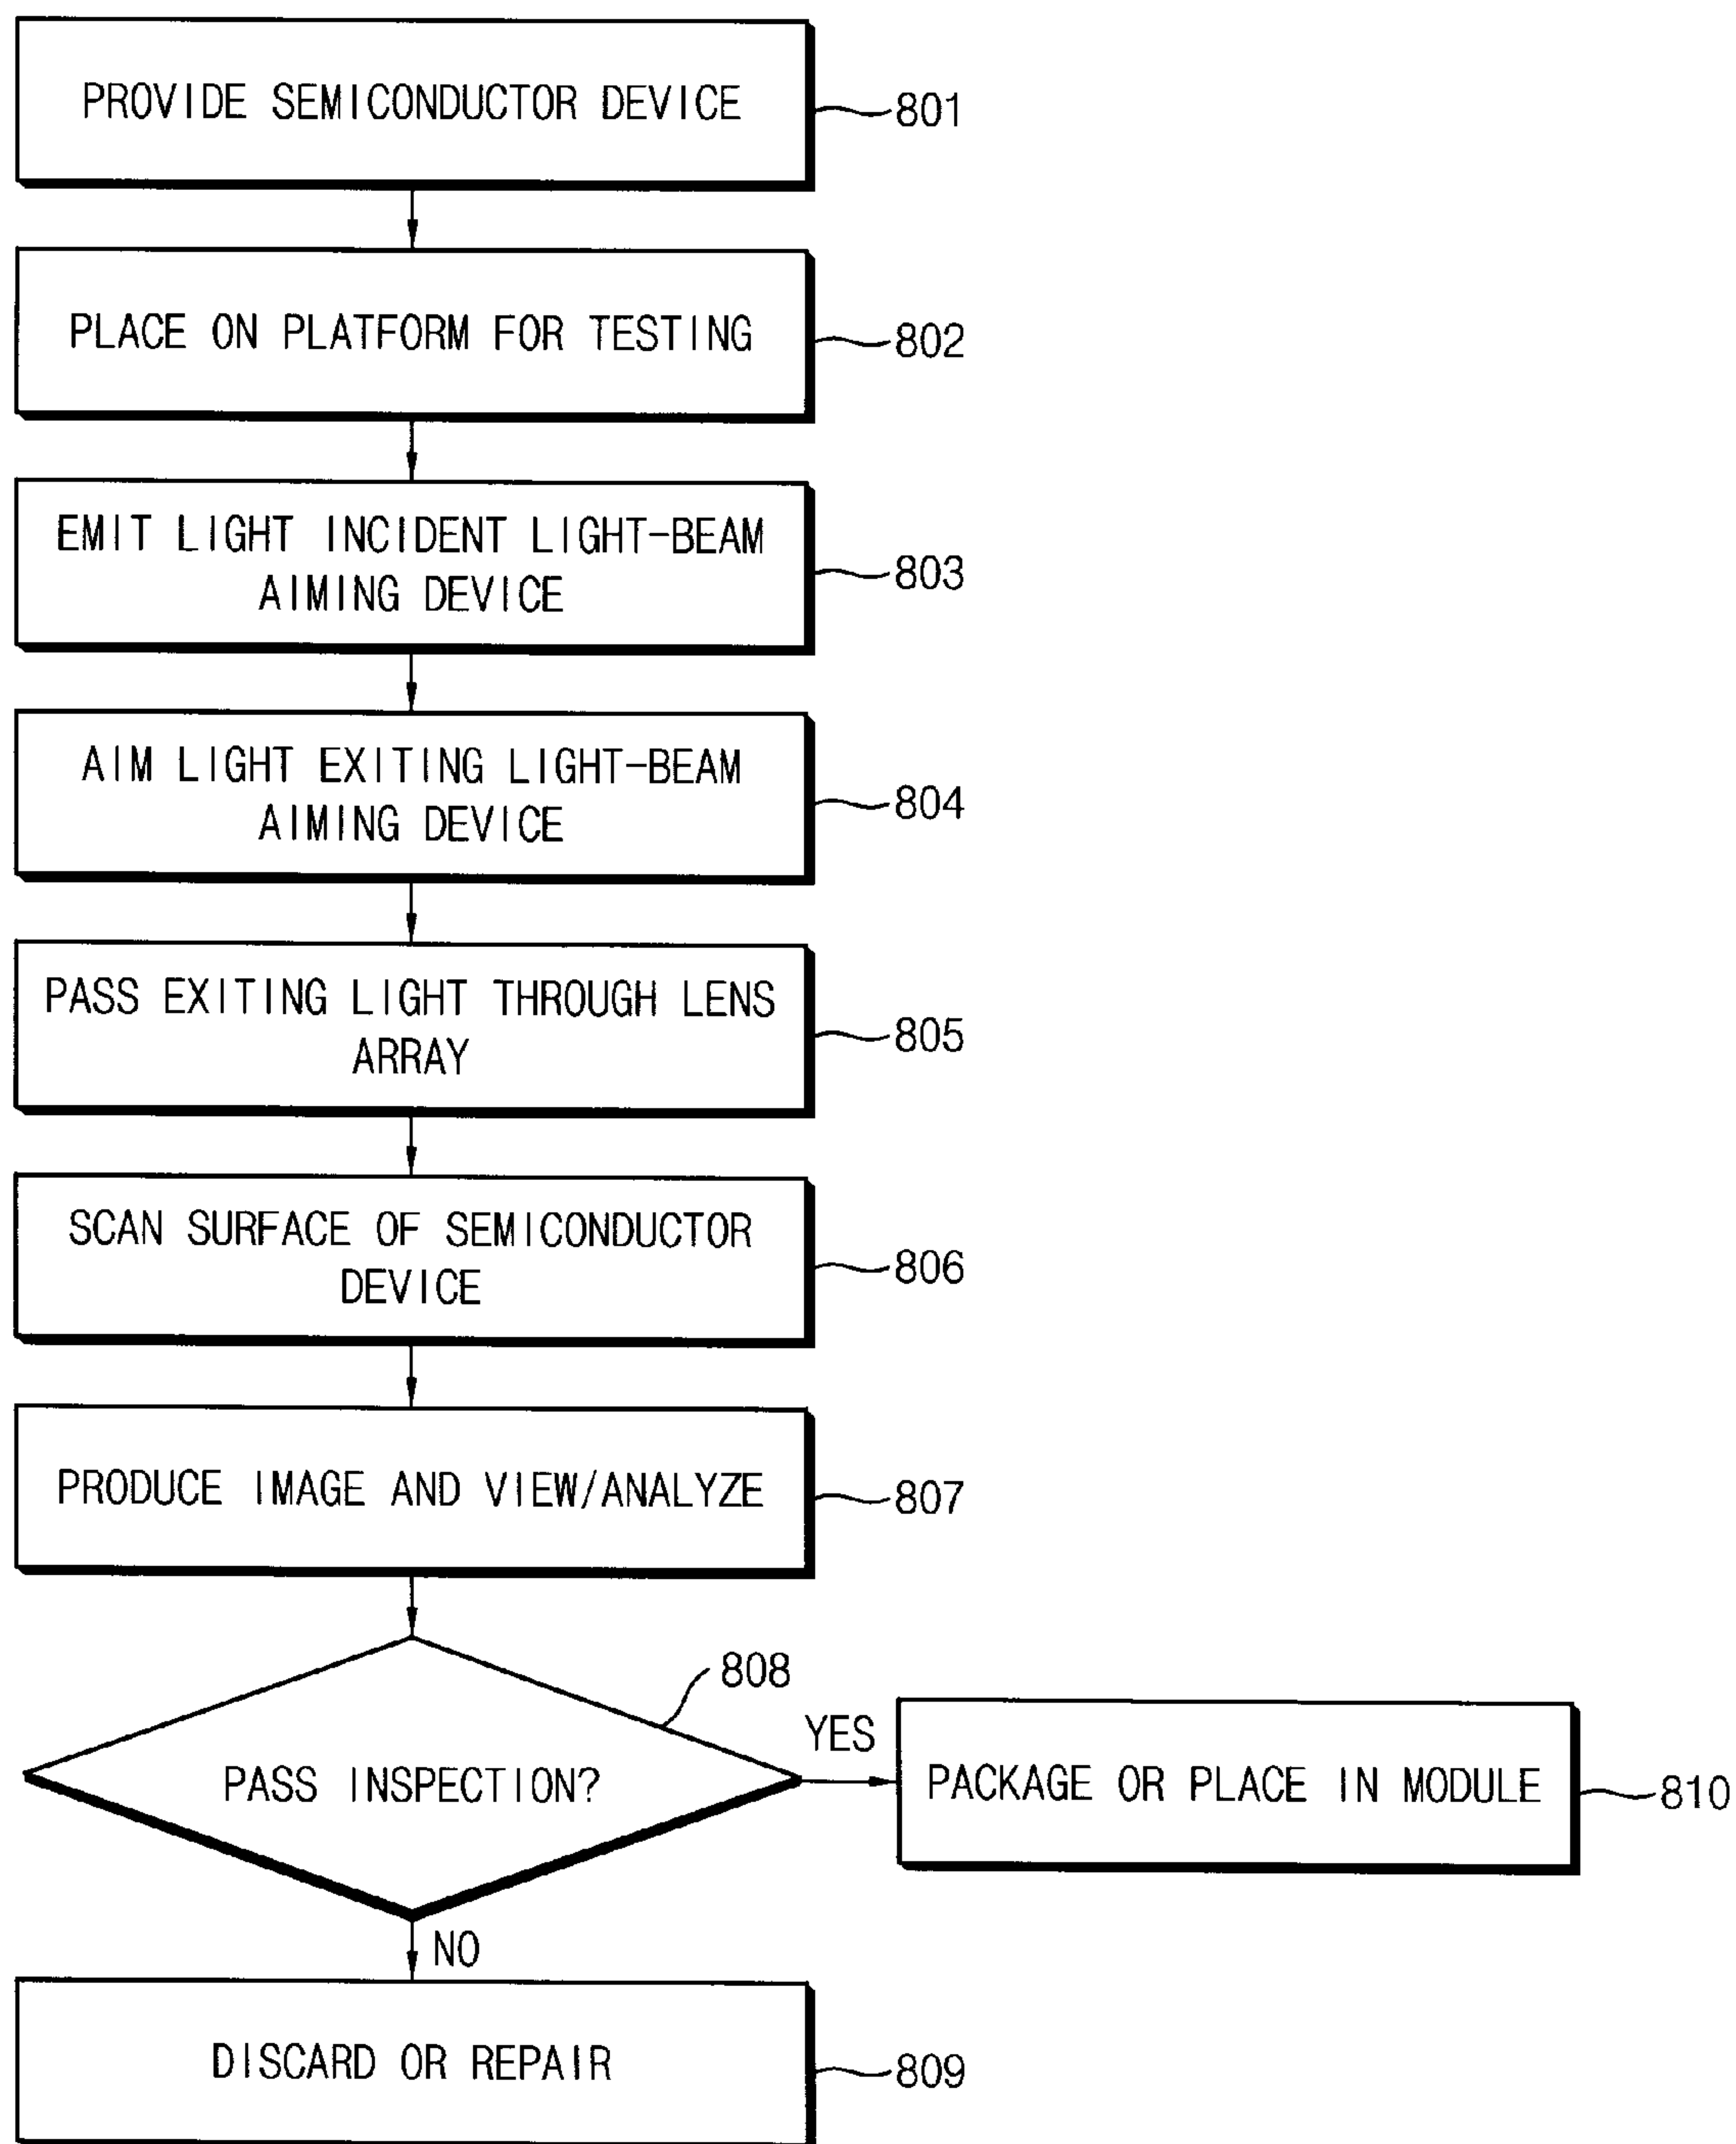 PROVIDE SEMICONDUCTOR DEVICE
801
PLACE ON PLATFORM FOR TESTING
802
EMIT LIGHT INCIDENT LIGHT-BEAM
AIMING DEVICE
803
AIM LIGHT EXITING LIGHT-BEAM
AIMING DEVICE
804
PASS EXITING LIGHT THROUGH LENS
ARRAY
805
SCAN SURFACE OF SEMICONDUCTOR
DEVICE
806
PRODUCE IMAGE AND VIEW/ANALYZE
807
808
PASS INSPECTION?
YES
PACKAGE OR PLACE IN MODULE
810
NO
DISCARD OR REPAIR
809